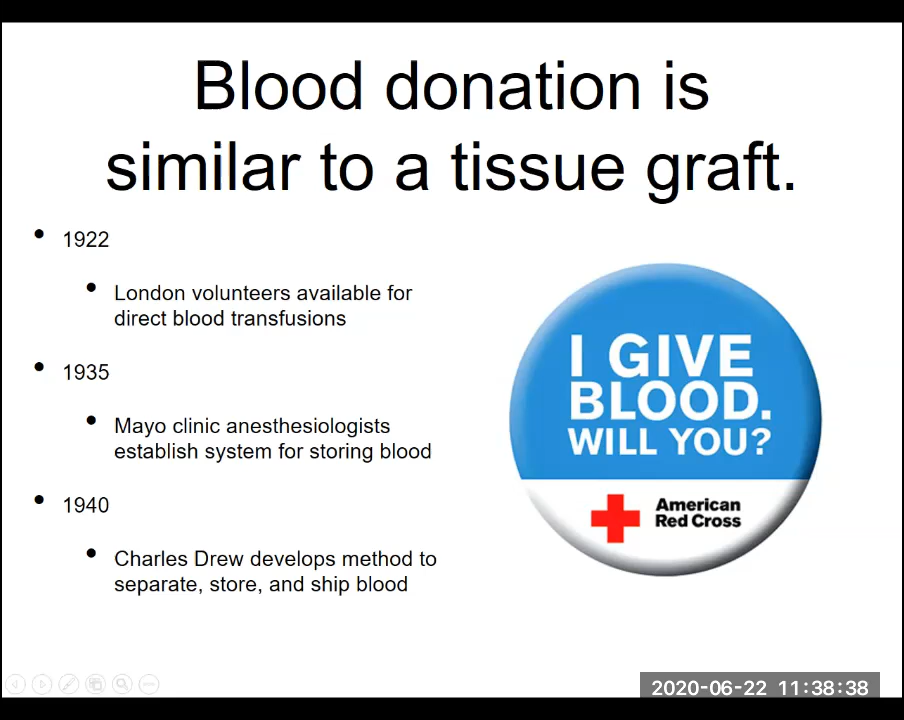 Blood donation is
similar to a tissue graft.
• 1922
• London volunteers available for
direct blood transfusions
• 1935
• Mayo clinic anesthesiologists
establish system for storing blood
• 1940
• Charles Drew develops method to
separate, store, and ship blood
I GIVE
BLOOD.
WILL YOU?
American
Red Cross
2020-06-22 11:38:38